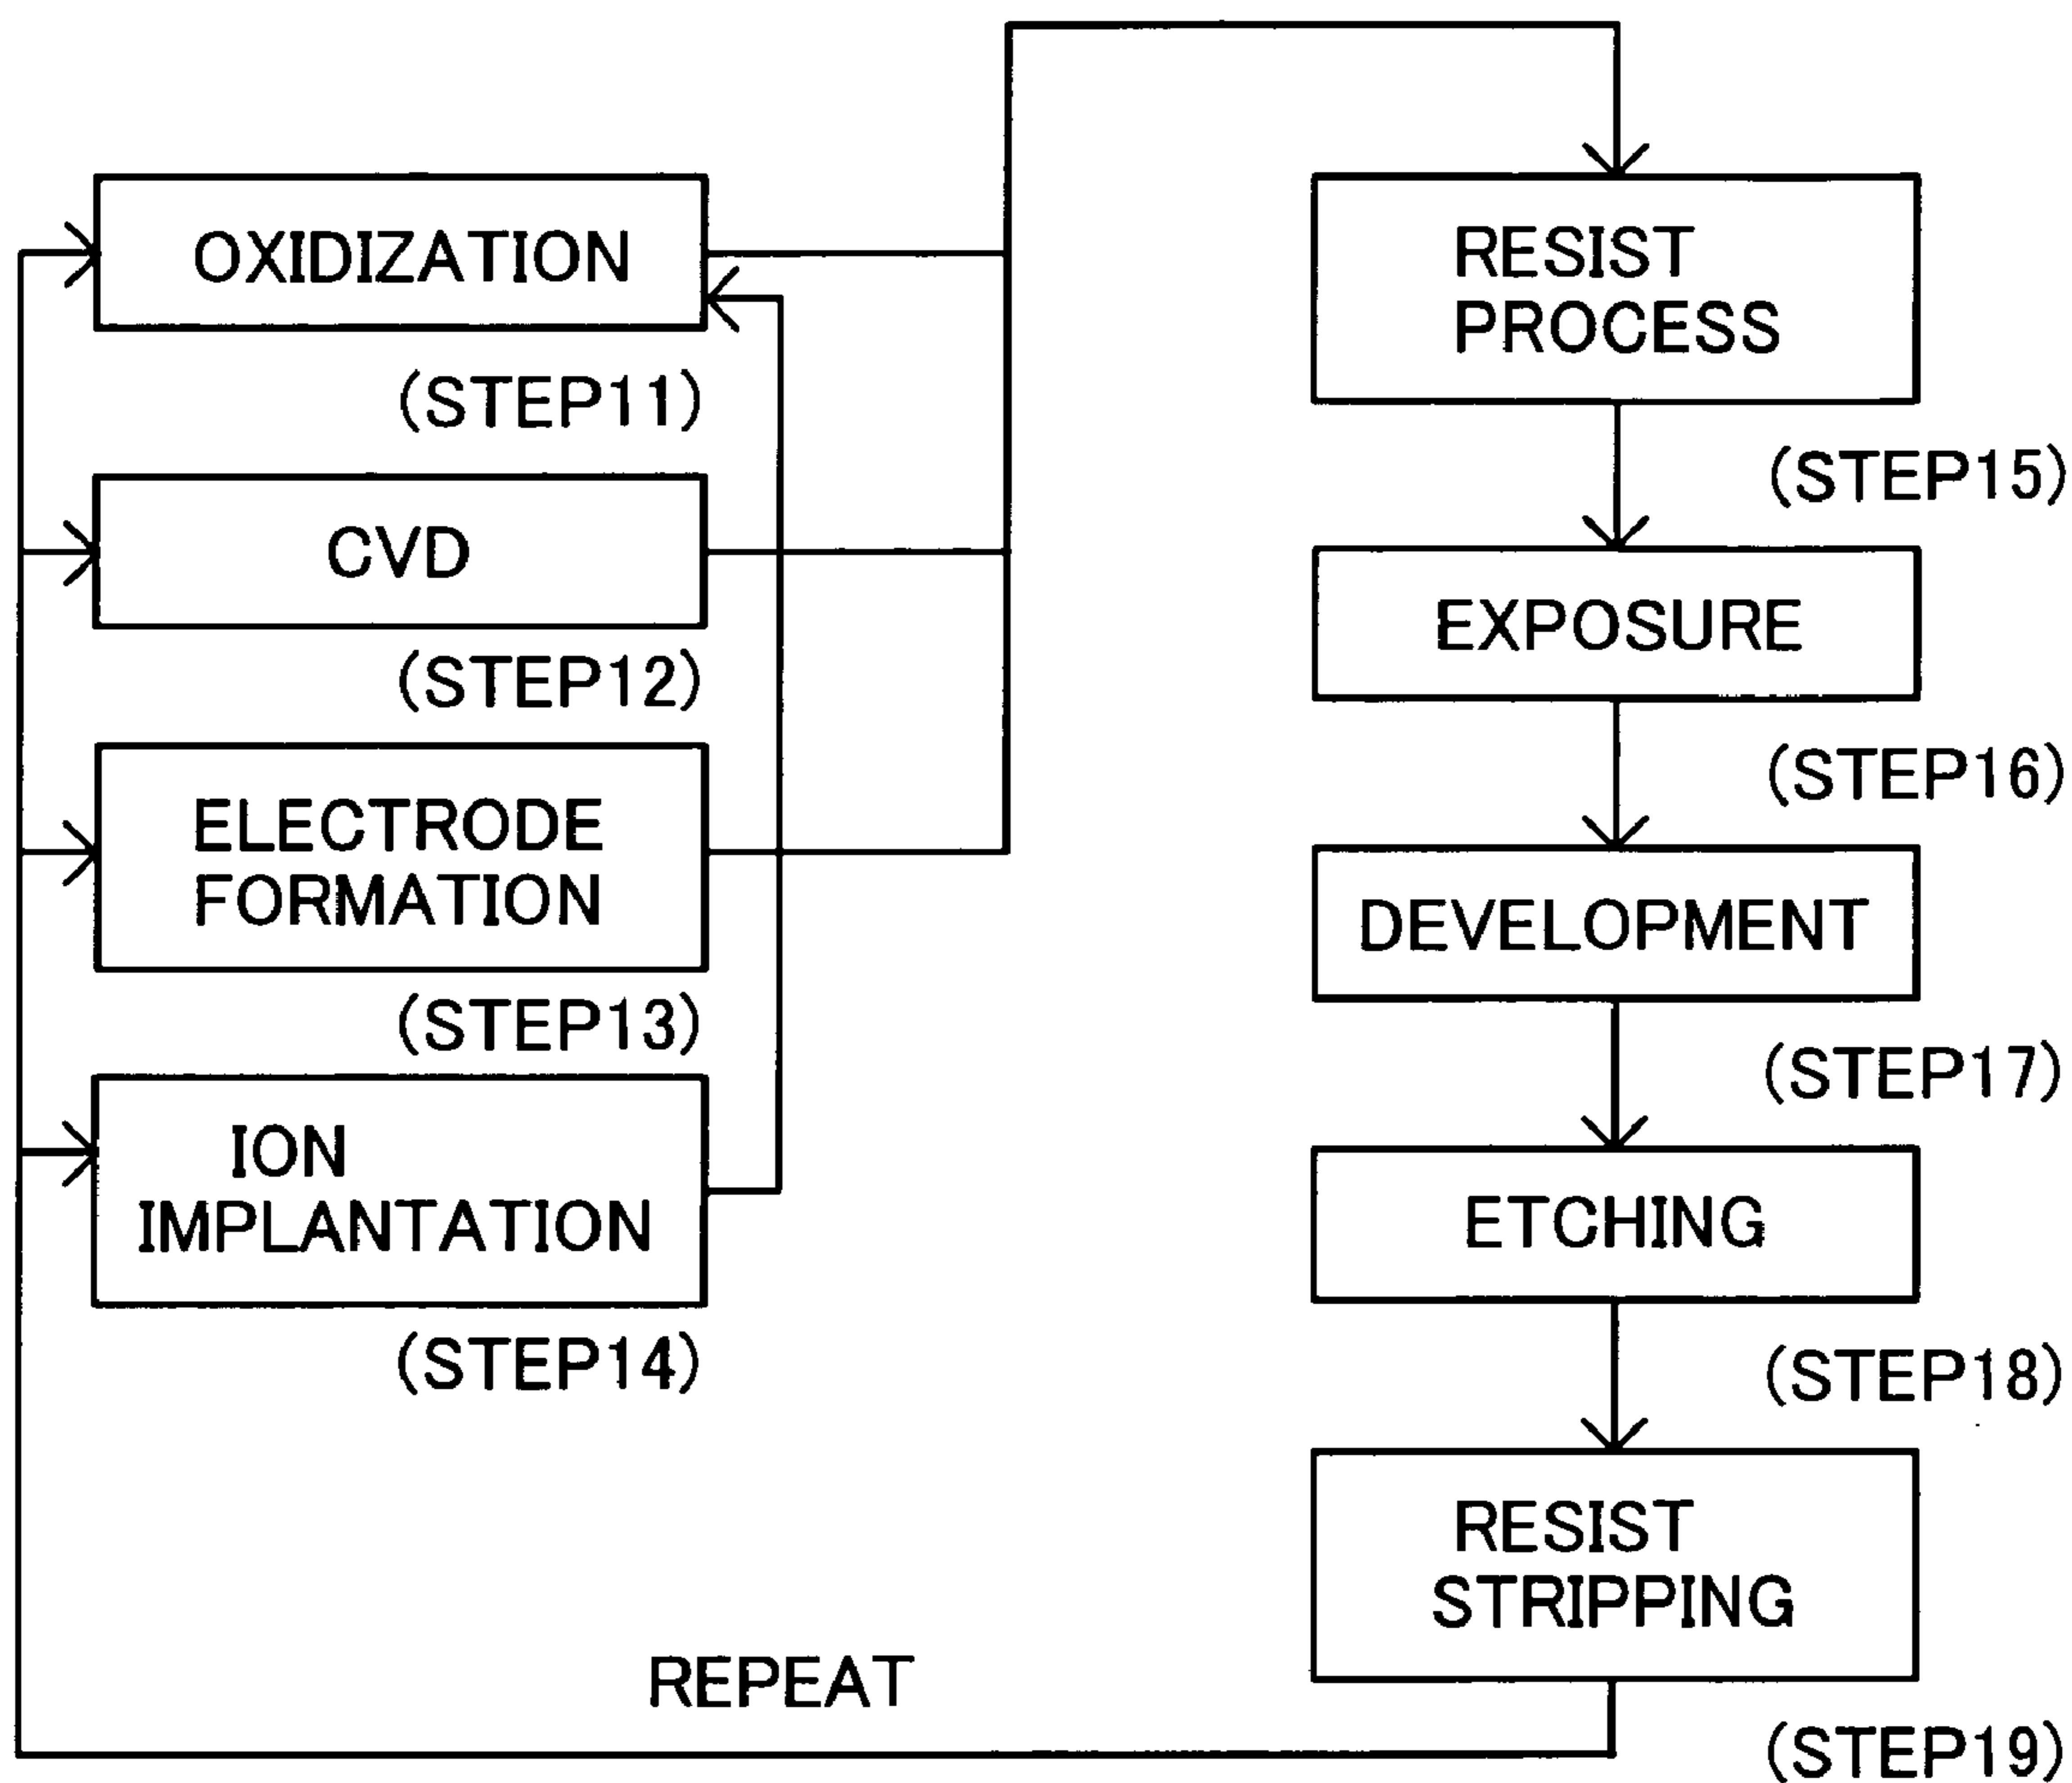 OXIDIZATION
(STEP11)
CVD
(STEP12)
ELECTRODE
FORMATION
(STEP13)
ION
IMPLANTATION
(STEP14)
RESIST
PROCESS
(STEP15)
EXPOSURE
(STEP16)
DEVELOPMENT
(STEP17)
ETCHING
(STEP18)
RESIST
STRIPPING
(STEP19)
REPEAT